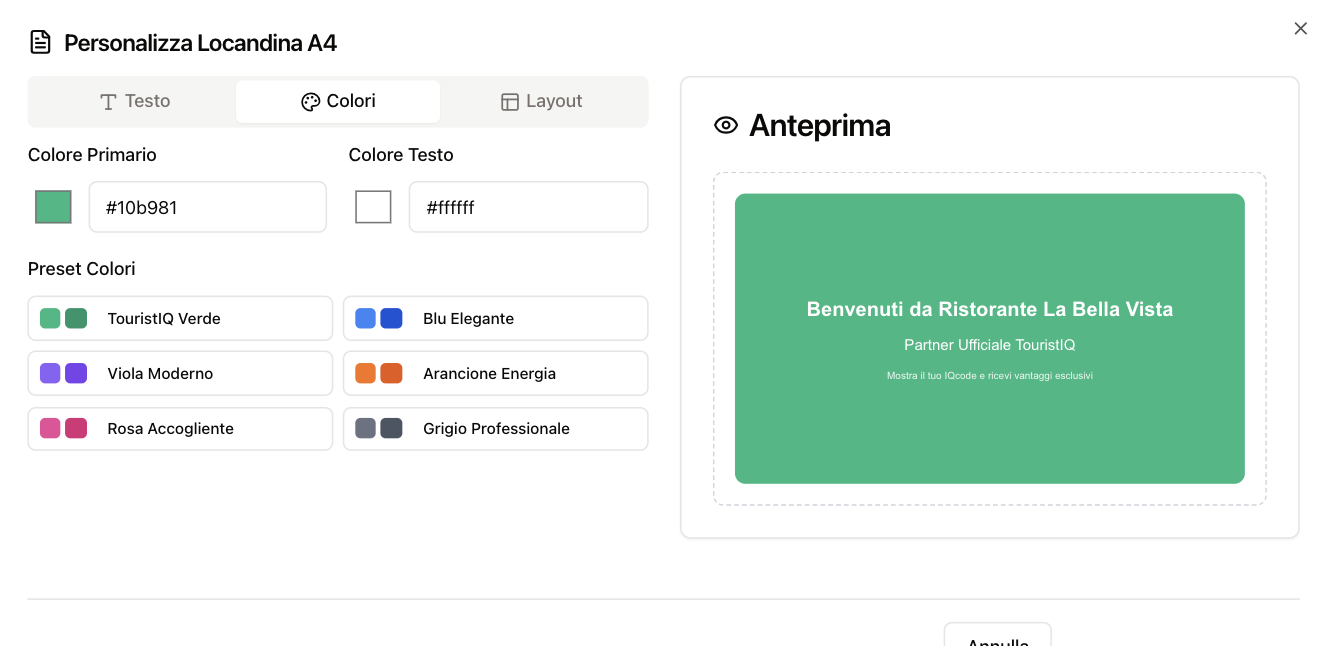 Personalizza Locandina A4
Testo
Colori
Layout
Colore Primario
Colore Testo
#10b981
#ffffff
Preset Colori
TouristIQ Verde
Blu Elegante
Viola Moderno
Arancione Energia
Rosa Accogliente
Grigio Professionale
Anteprima
Benvenuti da Ristorante La Bella Vista
Partner Ufficiale TouristIQ
Mostra il tuo IQcode e ricevi vantaggi esclusivi
Annulla